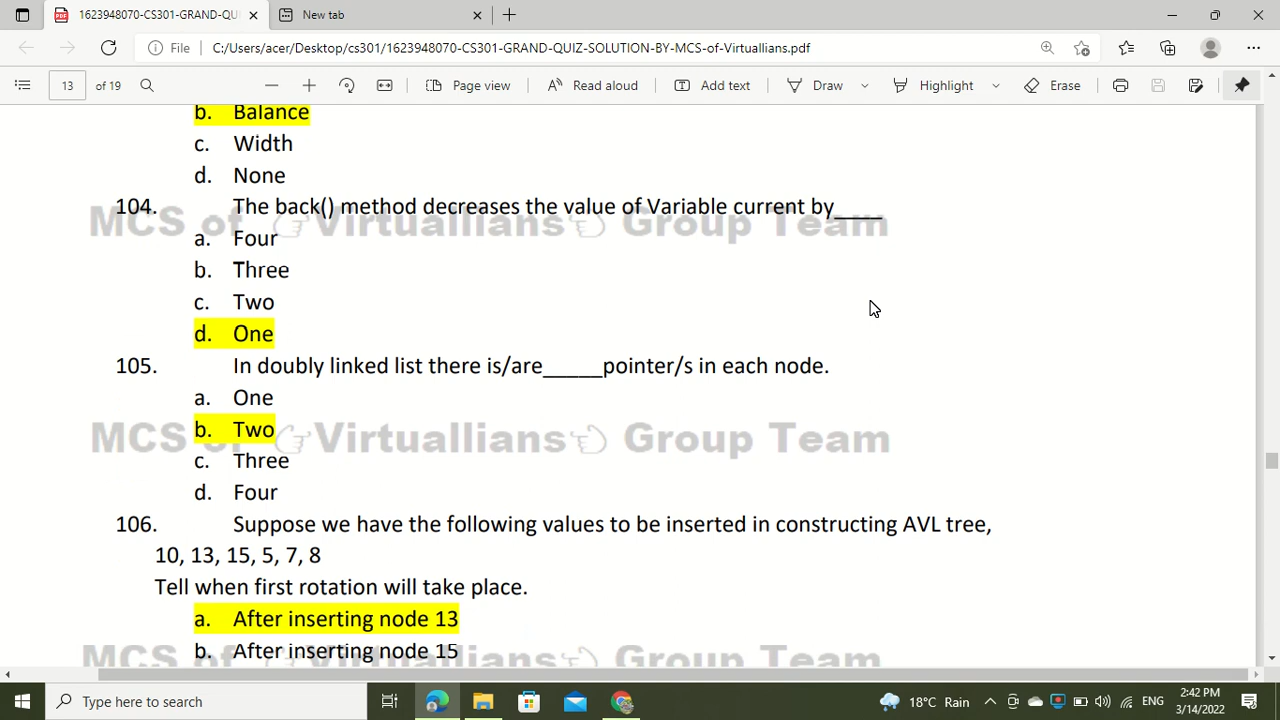 1623948070-CS301-GRAND-QU
New tab
File
C:/Users/acer/Desktop/cs301/1623948070-CS301-GRAND-QUIZ-SOLUTION-BY-MCS-of-Virtuallians.pdf
13 of 19
Page view
Read aloud
Add text
Draw
Highlight
Erase
b. Balance
c. Width
d. None
104. The back() method decreases the value of Variable current by____
MCS of Virtuallians Group Team
a. Four
b. Three
c. Two
d. One
105. In doubly linked list there is/are_____pointer/s in each node.
a. One
b. Two
MCS of Virtuallians Group Team
c. Three
d. Four
106. Suppose we have the following values to be inserted in constructing AVL tree,
10, 13, 15, 5, 7, 8
Tell when first rotation will take place.
a. After inserting node 13
b. After inserting node 15
MCS of Virtuallians Group Team
Type here to search
18°C Rain
ENG
2:42 PM
3/14/2022